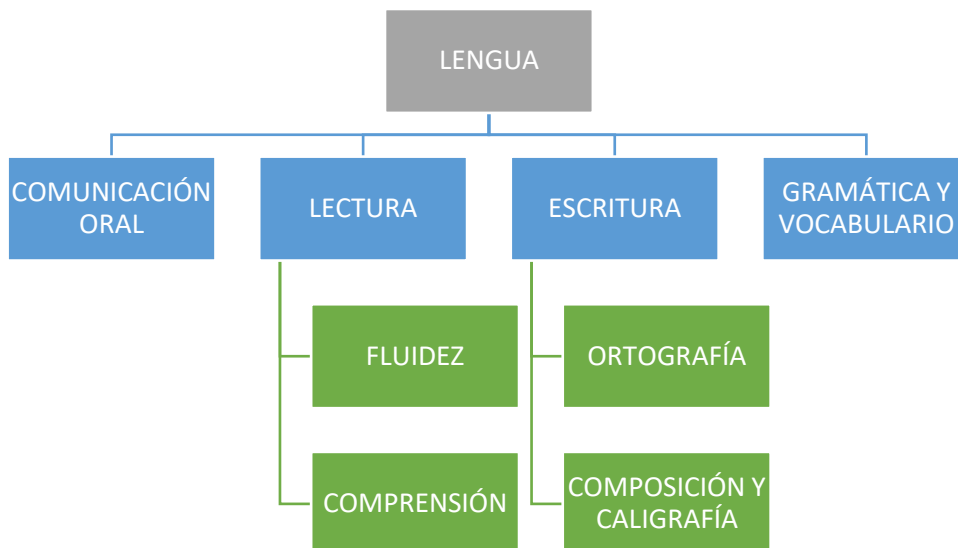 LENGUA
COMUNICACIÓN
ORAL
LECTURA
ESCRITURA
GRAMÁTICA Y
VOCABULARIO
FLUIDEZ
ORTOGRAFÍA
COMPRENSIÓN
COMPOSICIÓN Y
CALIGRAFÍA